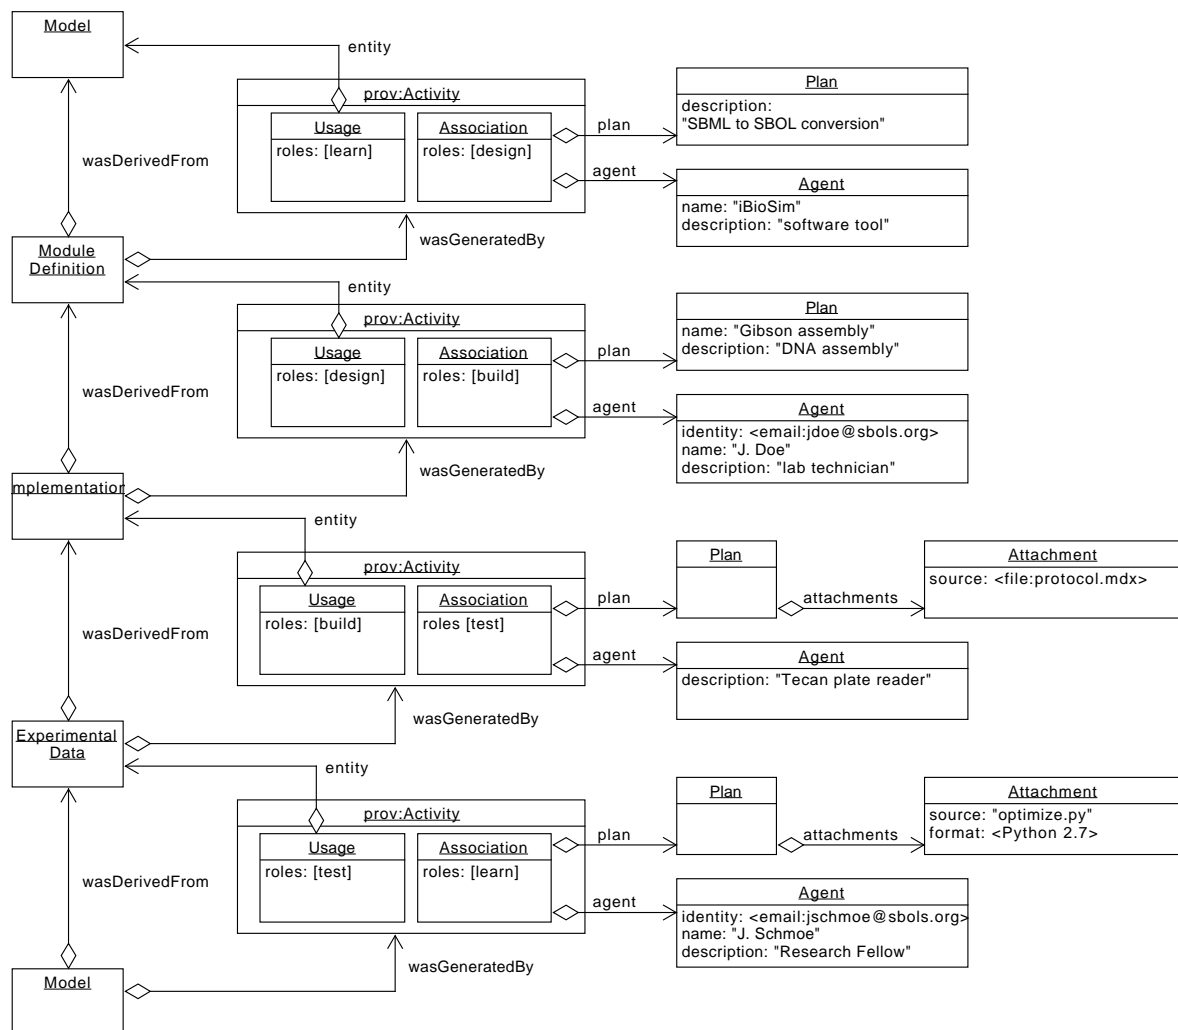 Model
entity
prov:Activity
Usage
roles: [learn]
Association
roles: [design]
plan
agent
Plan
description:
"SBML to SBOL conversion"
Agent
name: "iBioSim"
description: "software tool"
wasDerivedFrom
wasGeneratedBy
Module
Definition
entity
prov:Activity
Usage
roles: [design]
Association
roles: [build]
plan
agent
Plan
name: "Gibson assembly"
description: "DNA assembly"
Agent
identity: <email:jdoe@sbols.org>
name: "J. Doe"
description: "lab technician"
wasDerivedFrom
wasGeneratedBy
mplementation
entity
prov:Activity
Usage
roles: [build]
Association
roles [test]
plan
agent
Plan
attachments
Attachment
source: <file:protocol.mdx>
Agent
description: "Tecan plate reader"
wasDerivedFrom
wasGeneratedBy
Experimental
Data
entity
prov:Activity
Usage
roles: [test]
Association
roles: [learn]
plan
agent
Plan
attachments
Attachment
source: "optimize.py"
format: <Python 2.7>
Agent
identity: <email:jschmoe@sbols.org>
name: "J. Schmoe"
description: "Research Fellow"
wasDerivedFrom
wasGeneratedBy
Model